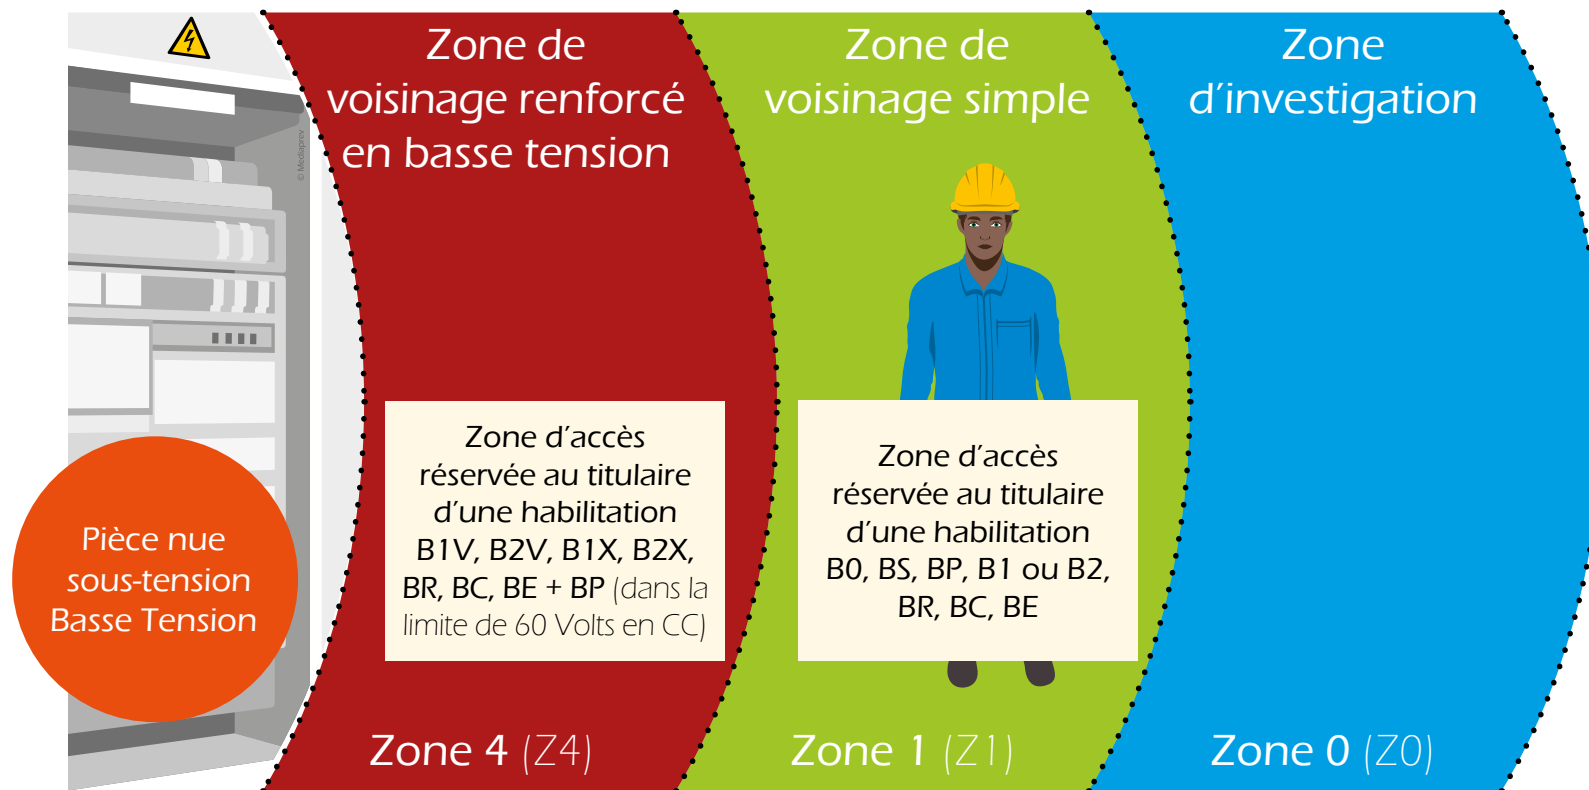 Zone de
voisinage renforcé
en basse tension
Zone de
voisinage simple
Zone
d’investigation
© Mediaprev
Pièce nue
sous-tension
Basse Tension
Zone d’accès
réservée au titulaire
d’une habilitation
B1V, B2V, B1X, B2X,
BR, BC, BE + BP (dans la
limite de 60 Volts en CC)
Zone d’accès
réservée au titulaire
d’une habilitation
B0, BS, BP, B1 ou B2,
BR, BC, BE
Zone 4 (Z4)
Zone 1 (Z1)
Zone 0 (Z0)